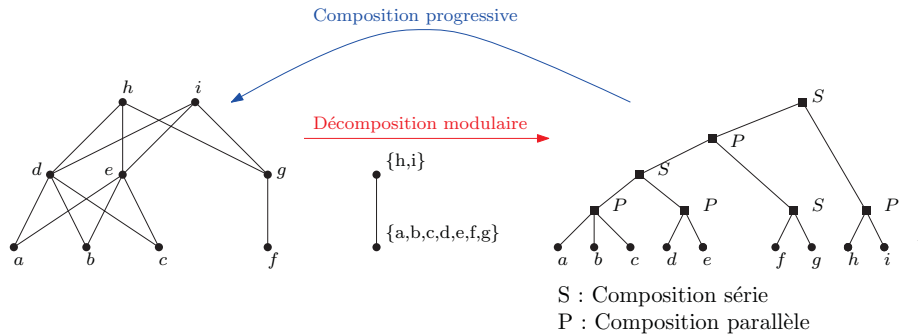 Composition progressive
h i S
Décomposition modulaire
P
{h,i}
d e g S
P P S P
{a,b,c,d,e,f,g}
a b c f a b c d e f g h i
S : Composition série
P : Composition parallèle